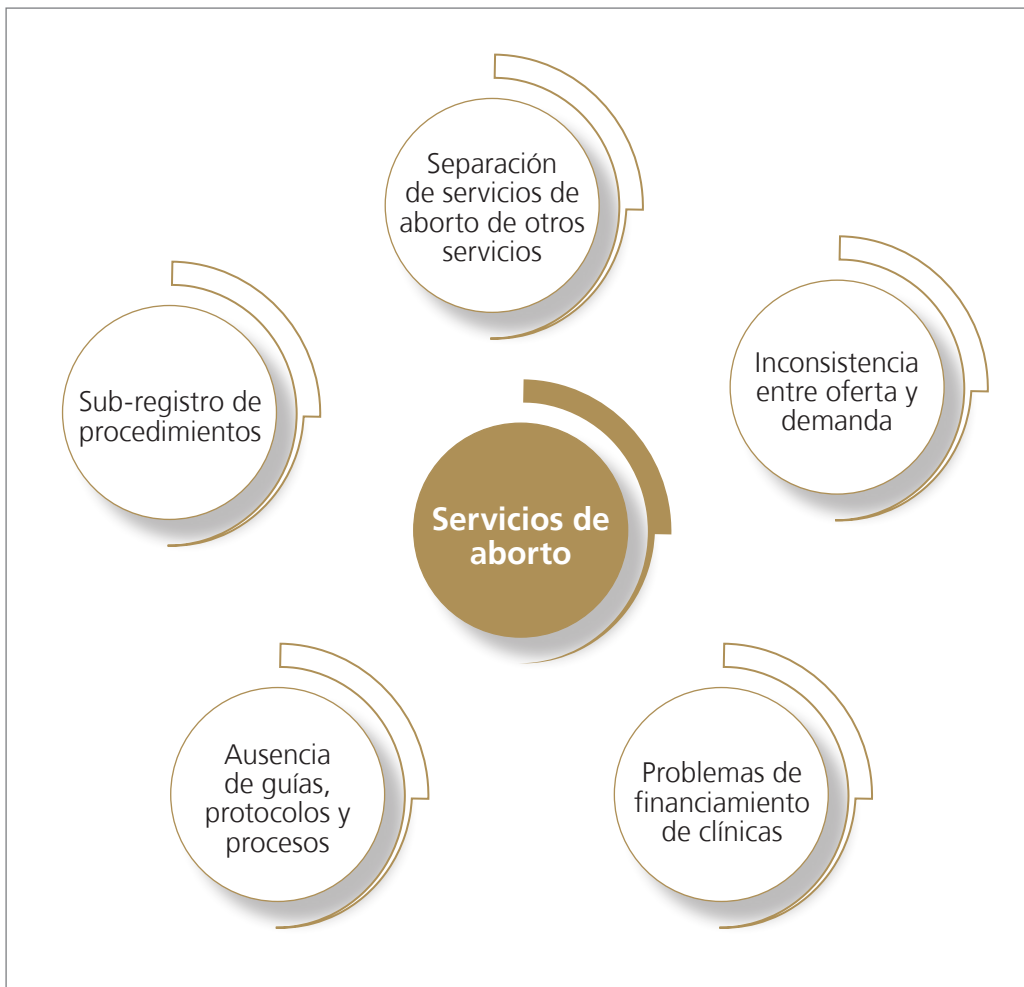 Separación
de servicios de
aborto de otros
servicios
Inconsistencia
entre oferta y
demanda
Sub-registro de
procedimientos
Servicios de
aborto
Ausencia
de guías,
protocolos y
procesos
Problemas de
financiamiento
de clínicas